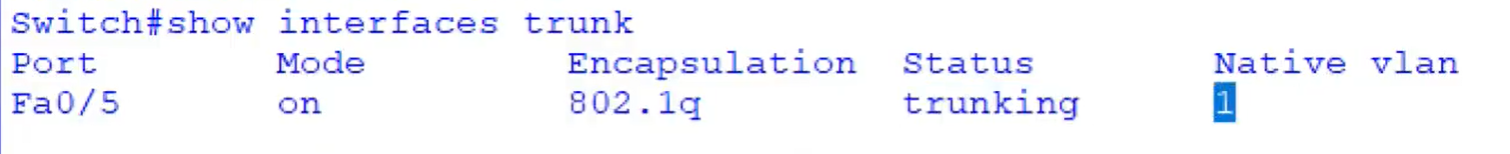 Switch#show interfaces trunk
Port Mode Encapsulation Status Native vlan
Fa0/5 on 802.1q trunking 1